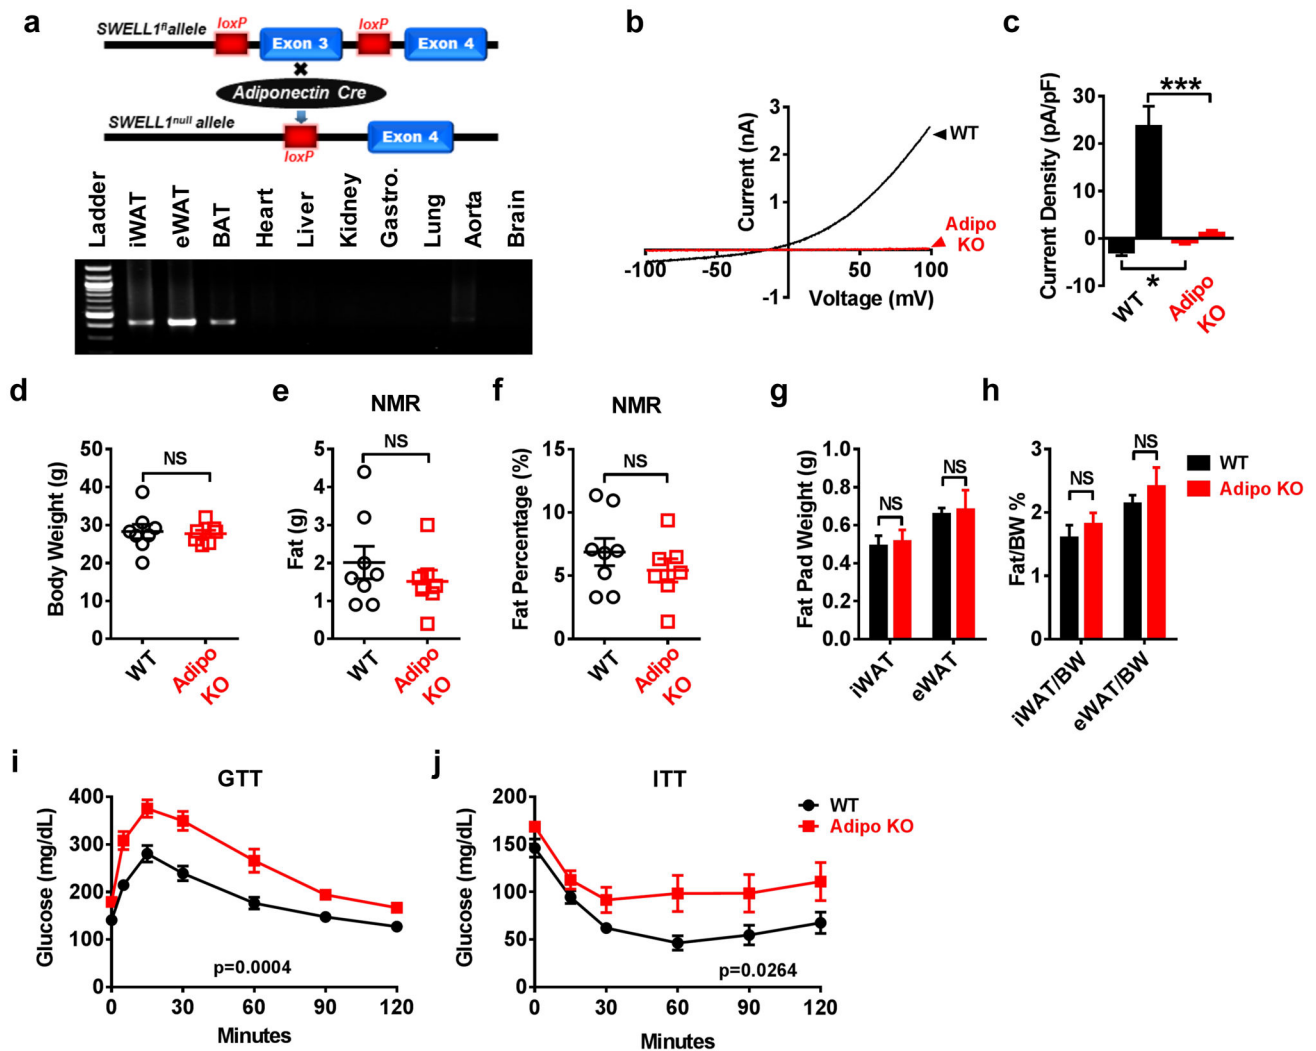 a
SWELL1fl allele
loxP
Exon 3
loxP
Exon 4
Adiponectin Cre
SWELL1null allele
loxP
Exon 4
Ladder
iWAT
eWAT
BAT
Heart
Liver
Kidney
Gastro.
Lung
Aorta
Brain
b
Current (nA)
3
2
1
-1
-100
-50
50
100
Voltage (mV)
WT
Adipo
KO
c
Current Density (pA/pF)
30
20
10
0
-10
***
*
WT
Adipo
KO
d
Body Weight (g)
50
40
30
20
10
0
NS
WT
Adipo
KO
e
NMR
Fat (g)
5
4
3
2
1
0
NS
WT
Adipo
KO
f
NMR
Fat Percentage (%)
15
10
5
0
NS
WT
Adipo
KO
g
Fat Pad Weight (g)
1.0
0.8
0.6
0.4
0.2
0.0
NS
NS
iWAT
eWAT
h
Fat/BW %
3
2
1
0
NS
NS
iWAT/BW
eWAT/BW
WT
Adipo KO
i
GTT
Glucose (mg/dL)
400
300
200
100
0
p=0.0004
0
30
60
90
120
Minutes
j
ITT
Glucose (mg/dL)
200
150
100
50
0
p=0.0264
0
30
60
90
120
Minutes
WT
Adipo KO